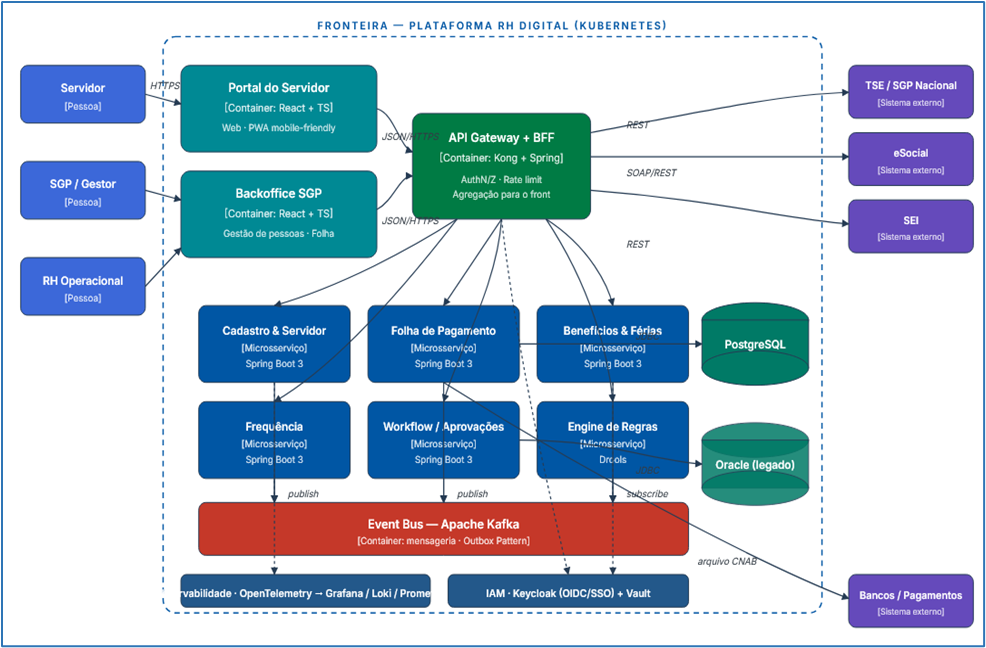 FRONTEIRA — PLATAFORMA RH DIGITAL (KUBERNETES)
Servidor
[Pessoa]
HTTPS
Portal do Servidor
[Container: React + TS]
Web · PWA mobile-friendly
JSON/HTTPS
API Gateway + BFF
[Container: Kong + Spring]
AuthN/Z · Rate limit
Agregação para o front
REST
TSE / SGP Nacional
[Sistema externo]
SGP / Gestor
[Pessoa]
Backoffice SGP
[Container: React + TS]
Gestão de pessoas · Folha
JSON/HTTPS
SOAP/REST
eSocial
[Sistema externo]
REST
SEI
[Sistema externo]
RH Operacional
[Pessoa]
Cadastro & Servidor
[Microsserviço]
Spring Boot 3
Folha de Pagamento
[Microsserviço]
Spring Boot 3
Benefícios & Férias
[Microsserviço]
Spring Boot 3
JDBC
PostgreSQL
Frequência
[Microsserviço]
Spring Boot 3
Workflow / Aprovações
[Microsserviço]
Spring Boot 3
Engine de Regras
[Microsserviço]
Drools
JDBC
Oracle (legado)
publish
publish
subscribe
Event Bus — Apache Kafka
[Container: mensageria · Outbox Pattern]
arquivo CNAB
rvabilidade · OpenTelemetry → Grafana / Loki / Prome
IAM · Keycloak (OIDC/SSO) + Vault
Bancos / Pagamentos
[Sistema externo]